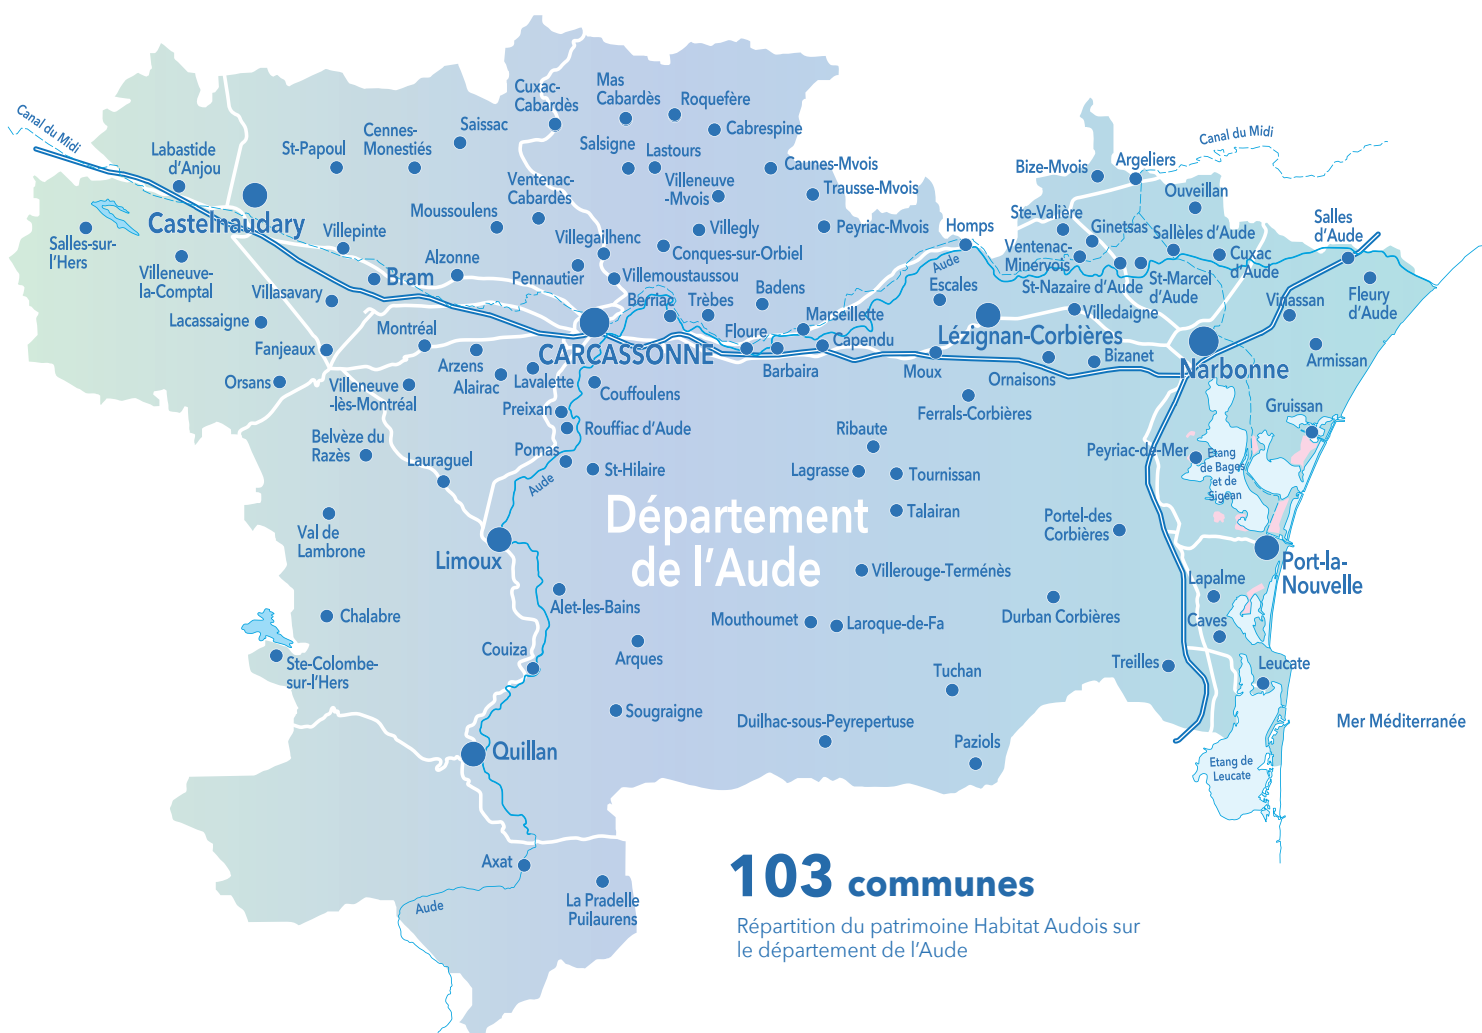 Canal du Midi
Labastide
d'Anjou
St-Papoul
Cennes-
Monestiés
Saissac
Cuxac-
Cabardès
Mas
Cabardès
Roquefère
Cabrespine
Salsigne
Lastours
Villeneuve
-Mvois
Caunes-Mvois
Trausse-Mvois
Peyriac-Mvois
Bize-Mvois
Argeliers
Canal du Midi
Ouveillan
Castelnaudary
Salles-sur-
l'Hers
Villeneuve-
la-Comptal
Villepinte
Moussoulens
Ventenac-
Cabardès
Villegailhenc
Villegly
Conques-sur-Orbiel
Homps
Ste-Valière
Ginetsas
Ventenac-
Minérvois
Sallèles d'Aude
Cuxac
d'Aude
Salles
d'Aude
Bram
Alzonne
Pennautier
Villemoustaussou
Villasavary
Lacassaigne
Berriac
Trèbes
Badens
Marseillette
Aude
Escales
St-Nazaire d'Aude
St-Marcel
d'Aude
Vinassan
Fleury
d'Aude
Villedaigne
Lézignan-Corbières
Fanjeaux
Montréal
CARCASSONNE
Floure
Barbaira
Capendu
Moux
Ornaisons
Bizanet
Narbonne
Armissan
Orsans
Villeneuve
-lès-Montréal
Arzens
Alairac
Lavalette
Couffoulens
Preixan
Rouffiac d'Aude
Ferrals-Corbières
Gruissan
Belvèze du
Razès
Lauraguel
Pomas
Aude
St-Hilaire
Ribaute
Lagrasse
Tournissan
Peyriac-de-Mer
Etang
de Bages
et de
Sigean
Val de
Lambrone
Limoux
Département
de l'Aude
Talairan
Portel-des
Corbières
Port-la-
Nouvelle
Villerouge-Terménès
Lapalme
Alet-les-Bains
Chalabre
Mouthoumet
Laroque-de-Fa
Durban Corbières
Caves
Ste-Colombe-
sur-l'Hers
Couiza
Arques
Tuchan
Treilles
Leucate
Sougraigne
Duilhac-sous-Peyrepertuse
Mer Méditerranée
Quillan
Paziols
Etang de
Leucate
Axat
La Pradelle
Puilaurens
Aude
103 communes
Répartition du patrimoine Habitat Audois sur
le département de l'Aude